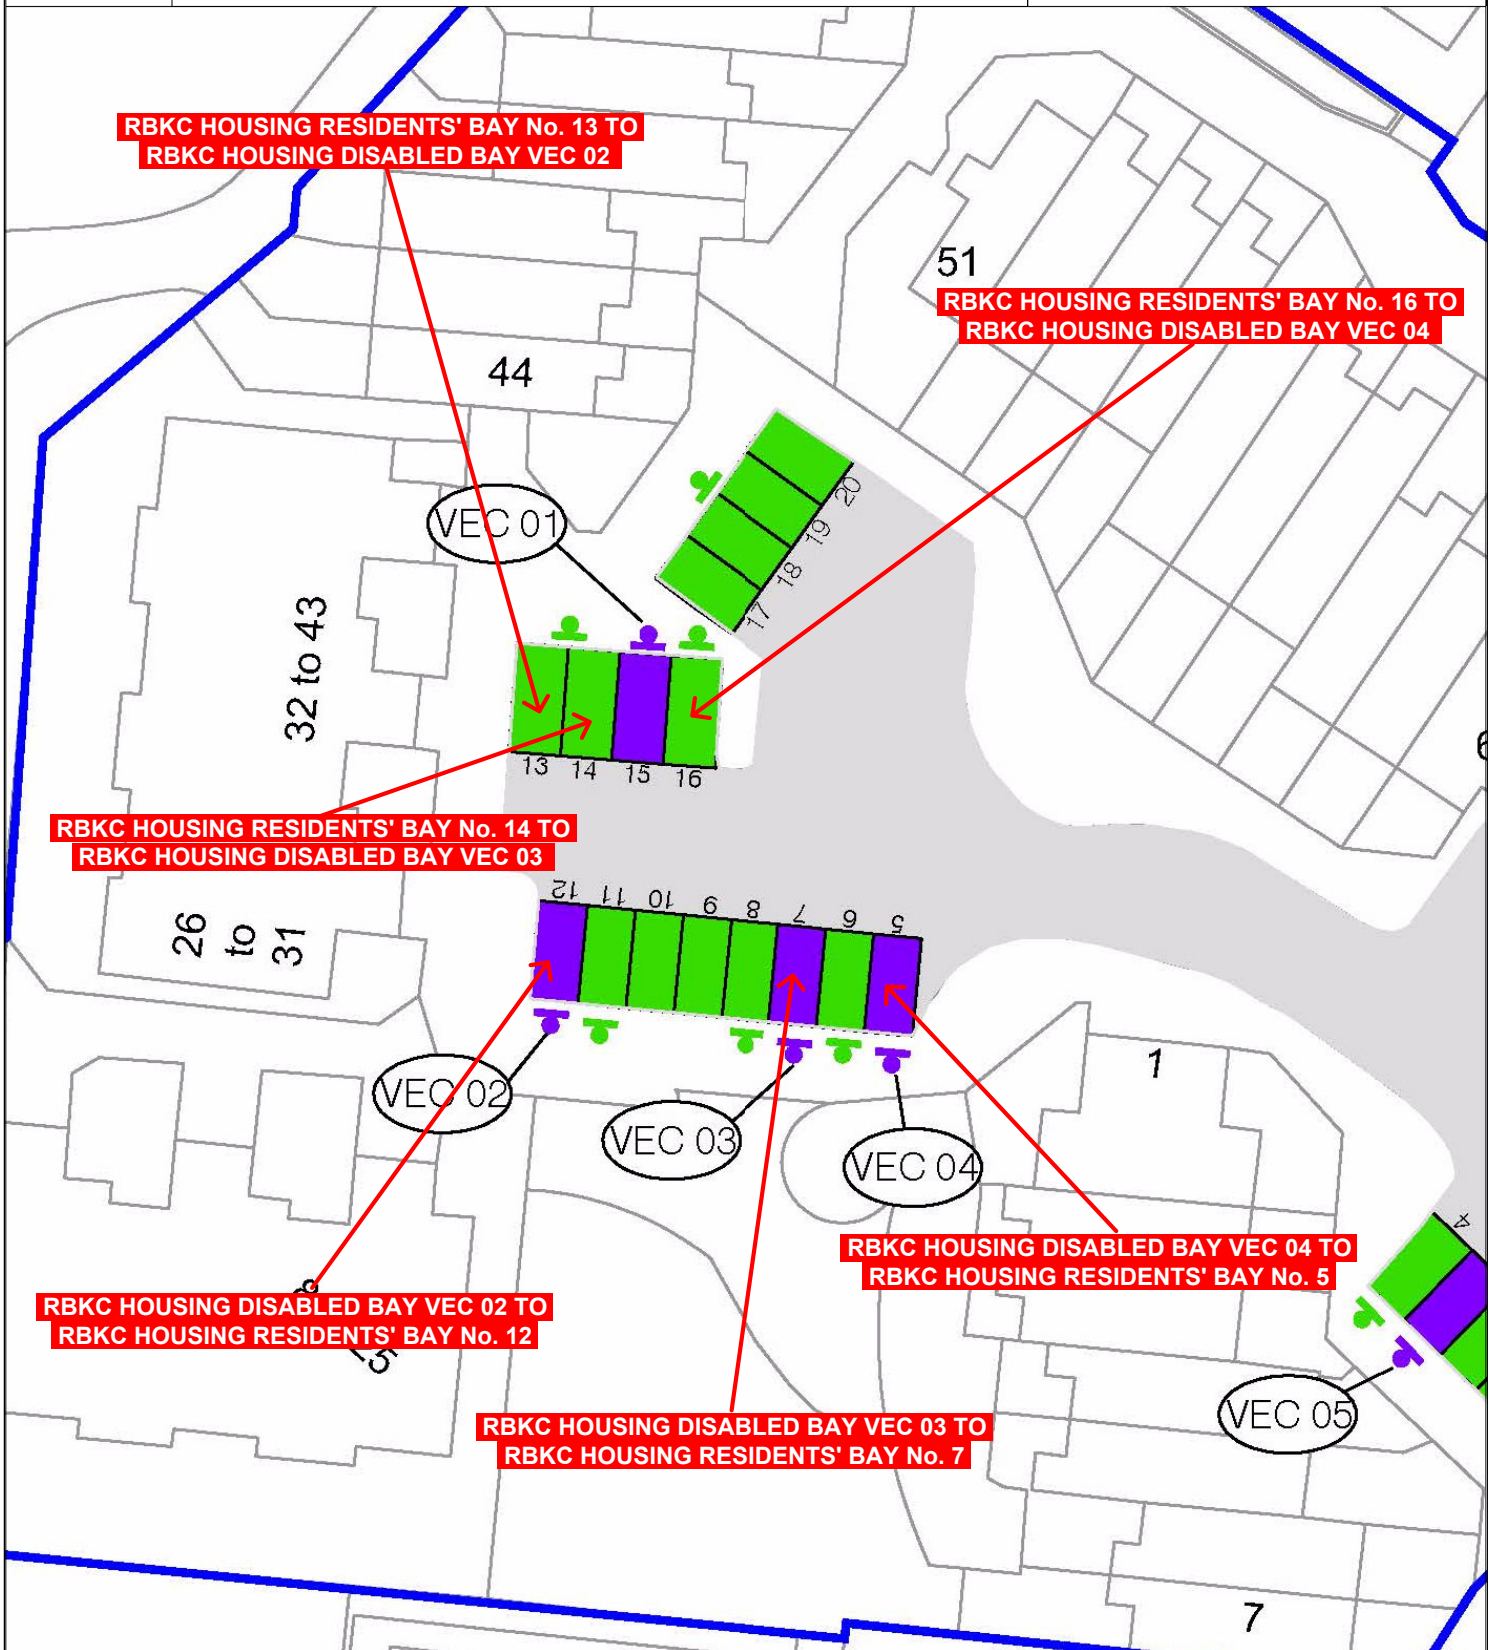 RBKC HOUSING RESIDENTS' BAY No. 13 TO
RBKC HOUSING DISABLED BAY VEC 02
51
RBKC HOUSING RESIDENTS' BAY No. 16 TO
RBKC HOUSING DISABLED BAY VEC 04
44
VEC 01
20
19
18
17
32 to 43
13
14
15
16
RBKC HOUSING RESIDENTS' BAY No. 14 TO
RBKC HOUSING DISABLED BAY VEC 03
12
11
10
9
8
7
6
5
26
to
31
VEC 02
VEC 03
VEC 04
1
4
RBKC HOUSING DISABLED BAY VEC 04 TO
RBKC HOUSING RESIDENTS' BAY No. 5
RBKC HOUSING DISABLED BAY VEC 02 TO
RBKC HOUSING RESIDENTS' BAY No. 12
VEC 05
RBKC HOUSING DISABLED BAY VEC 03 TO
RBKC HOUSING RESIDENTS' BAY No. 7
7